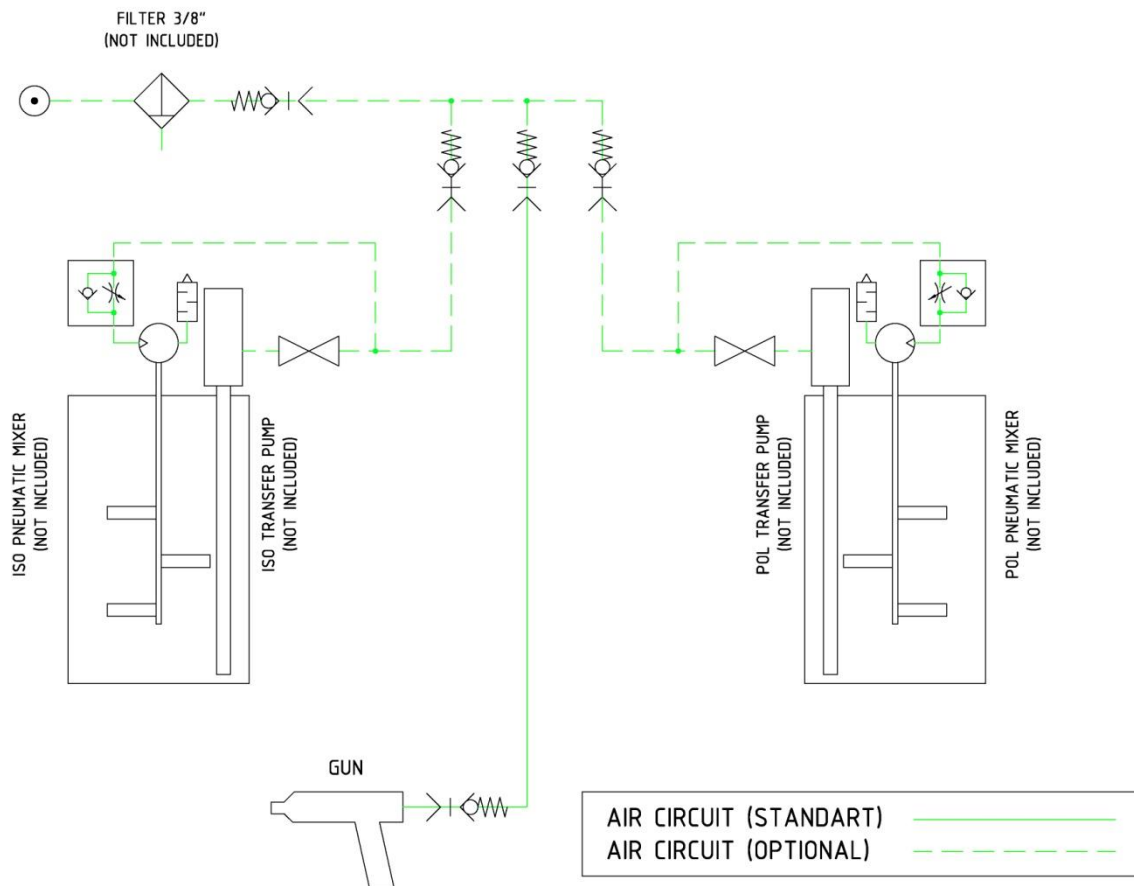 FILTER 3/8"
(NOT INCLUDED)
ISO PNEUMATIC MIXER
(NOT INCLUDED)
ISO TRANSFER PUMP
(NOT INCLUDED)
POL TRANSFER PUMP
(NOT INCLUDED)
POL PNEUMATIC MIXER
(NOT INCLUDED)
GUN
AIR CIRCUIT (STANDART)
AIR CIRCUIT (OPTIONAL)